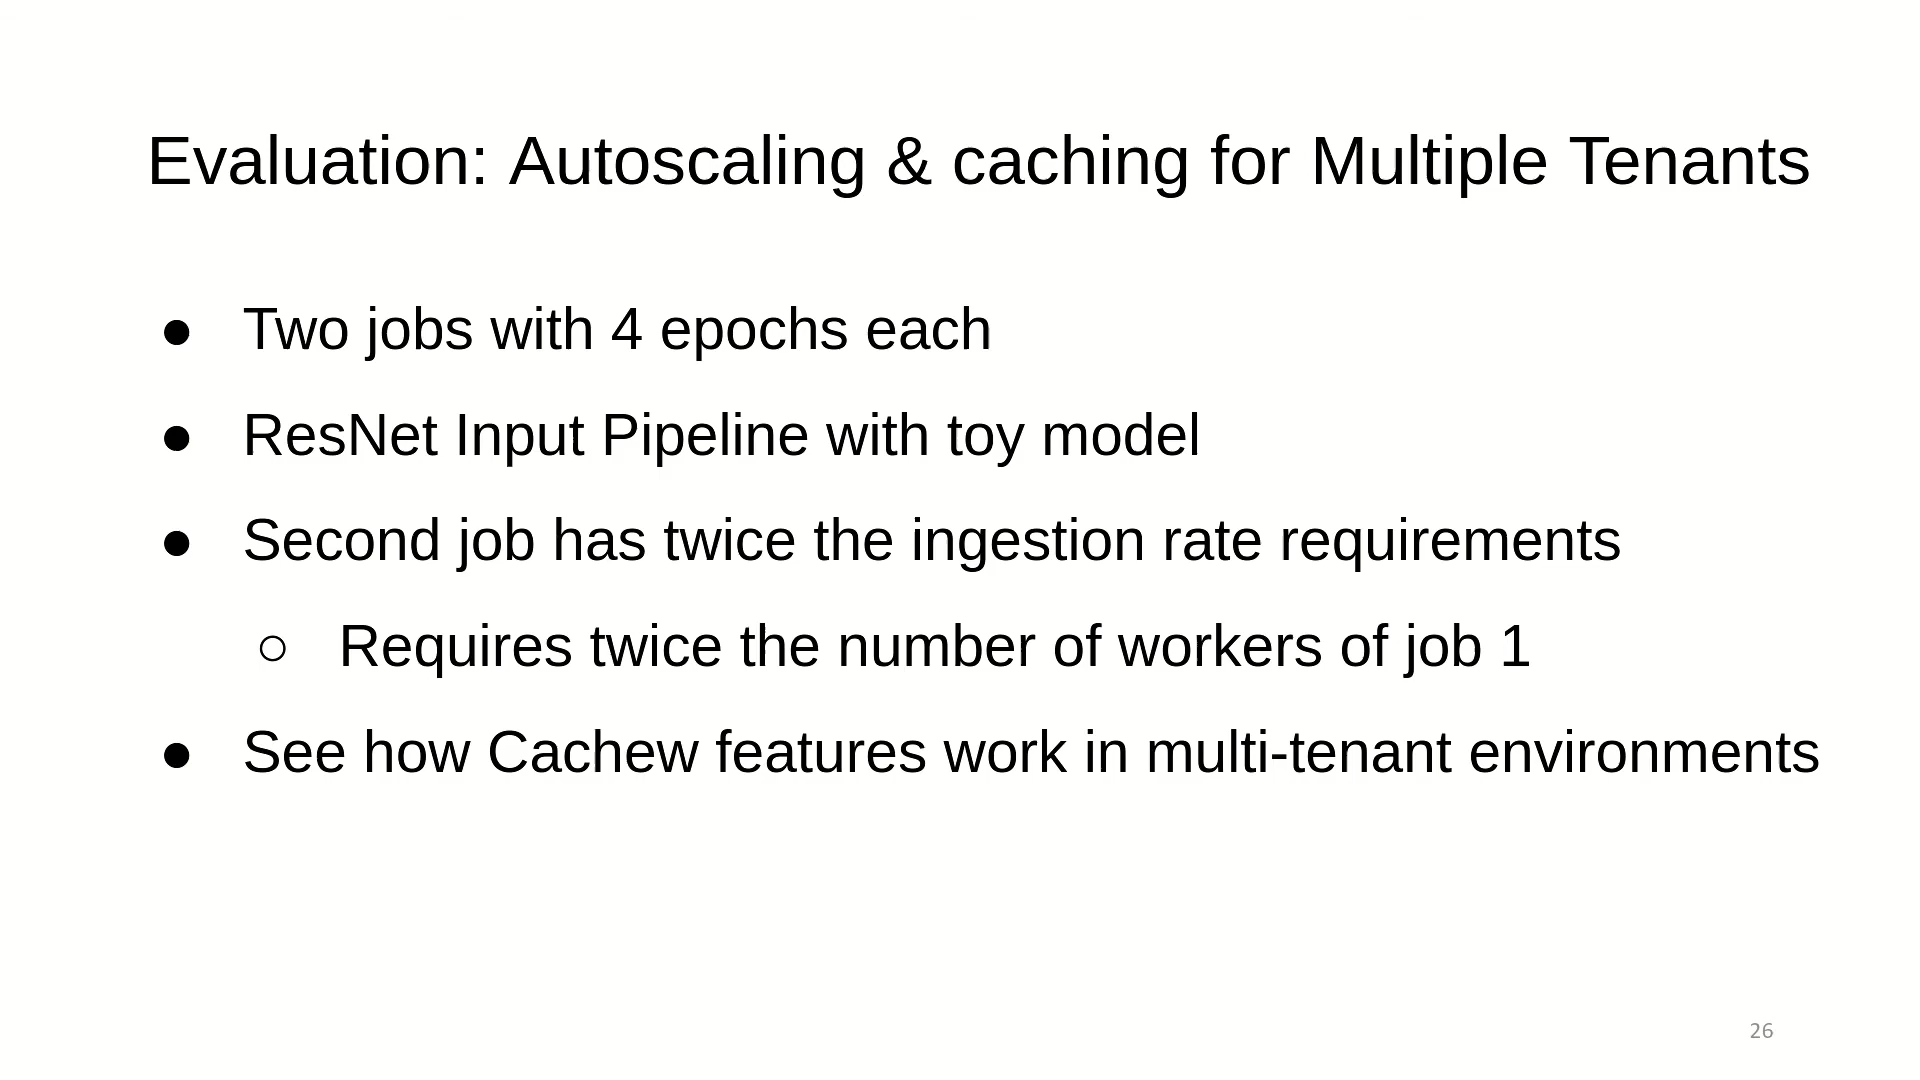 Evaluation: Autoscaling & caching for Multiple Tenants
● Two jobs with 4 epochs each
● ResNet Input Pipeline with toy model
● Second job has twice the ingestion rate requirements
○ Requires twice the number of workers of job 1
● See how Cachew features work in multi-tenant environments
26